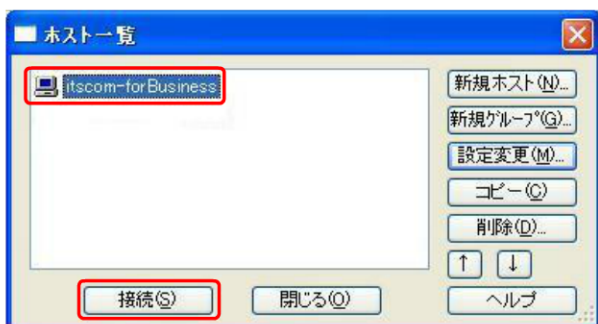 ホスト一覧
itscom-forBusiness
新規ホスト(N)...
新規グループ(G)...
設定変更(M)...
コピー(C)
削除(D)...
↑ ↓
接続(S) 閉じる(O) ヘルプ